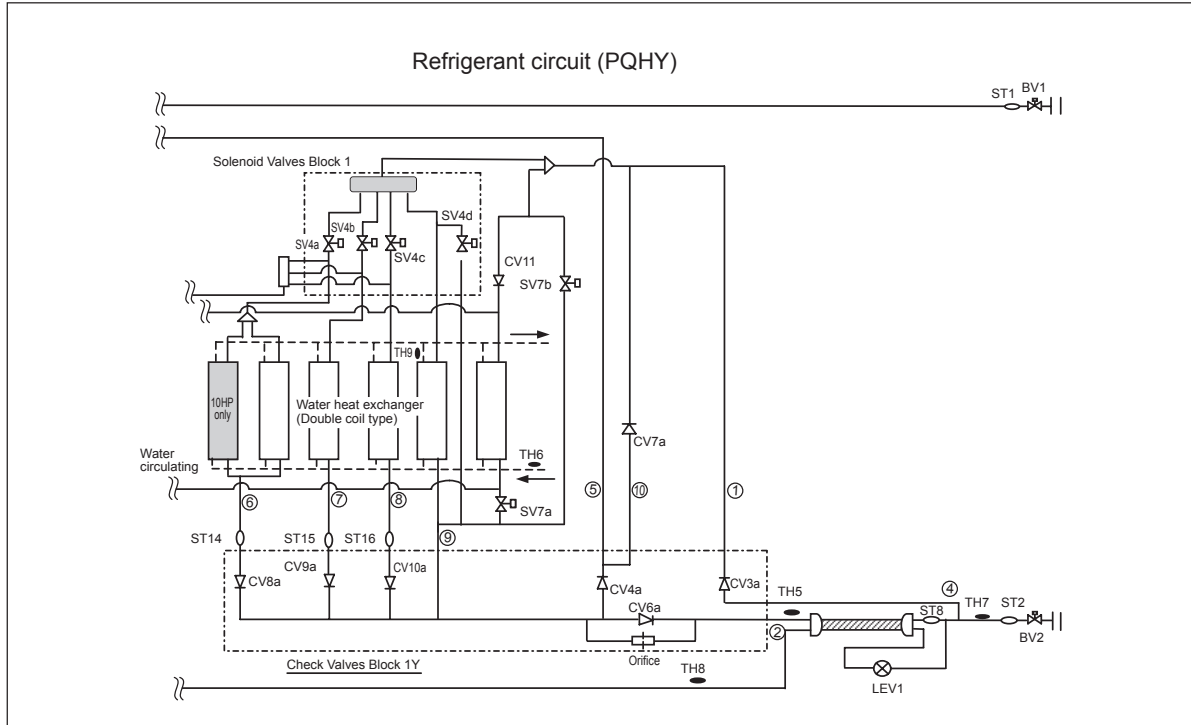 Refrigerant circuit (PQHY)
ST1
BV1
Solenoid Valves Block 1
SV4a
SV4b
SV4c
SV4d
CV11
SV7b
TH9
10HP
only
Water heat exchanger
(Double coil type)
CV7a
Water
circulating
TH6
⑥
⑦
⑧
SV7a
⑤
⑩
①
ST14
ST15
ST16
⑨
CV8a
CV9a
CV10a
CV4a
CV3a
CV6a
TH5
④
②
ST8
TH7
ST2
BV2
Orifice
Check Valves Block 1Y
TH8
LEV1